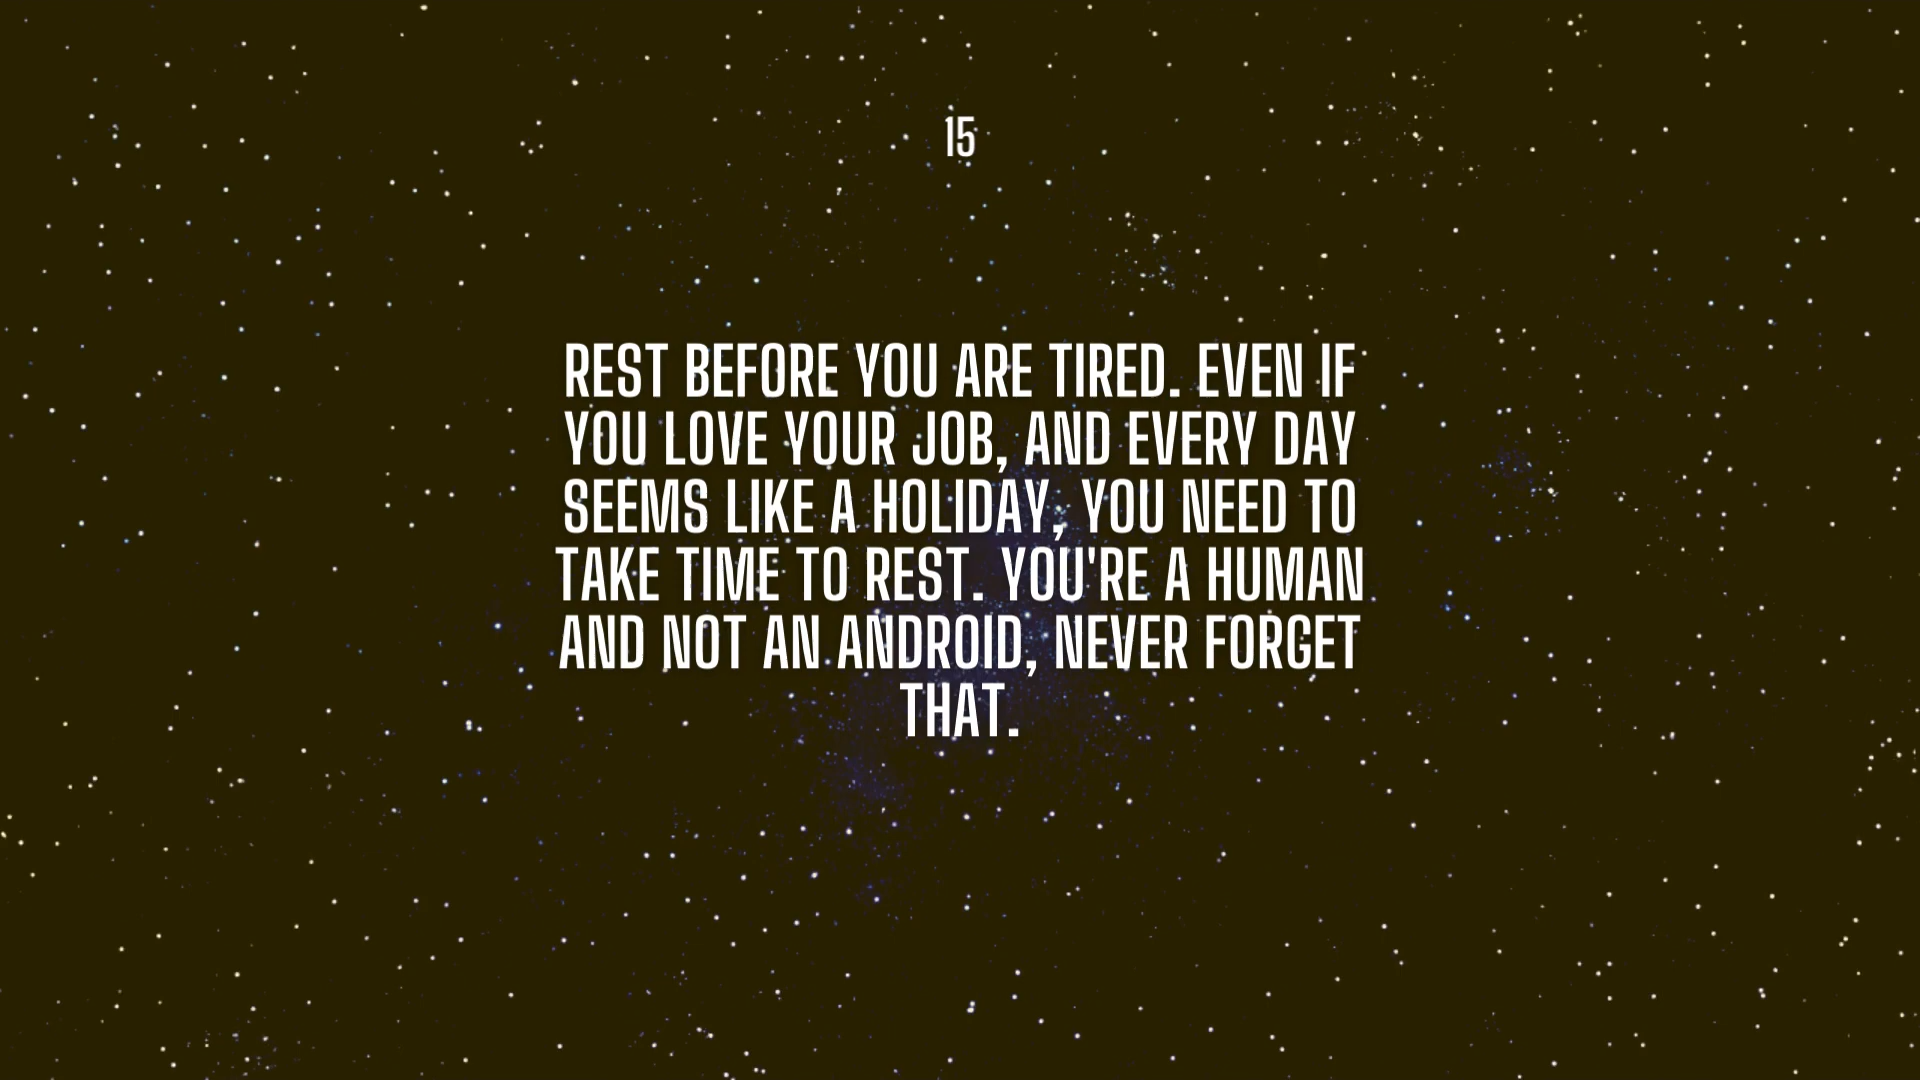 15
REST BEFORE YOU ARE TIRED. EVEN IF
YOU LOVE YOUR JOB, AND EVERY DAY
SEEMS LIKE A HOLIDAY, YOU NEED TO
TAKE TIME TO REST. YOU'RE A HUMAN
AND NOT AN ANDROID, NEVER FORGET
THAT.